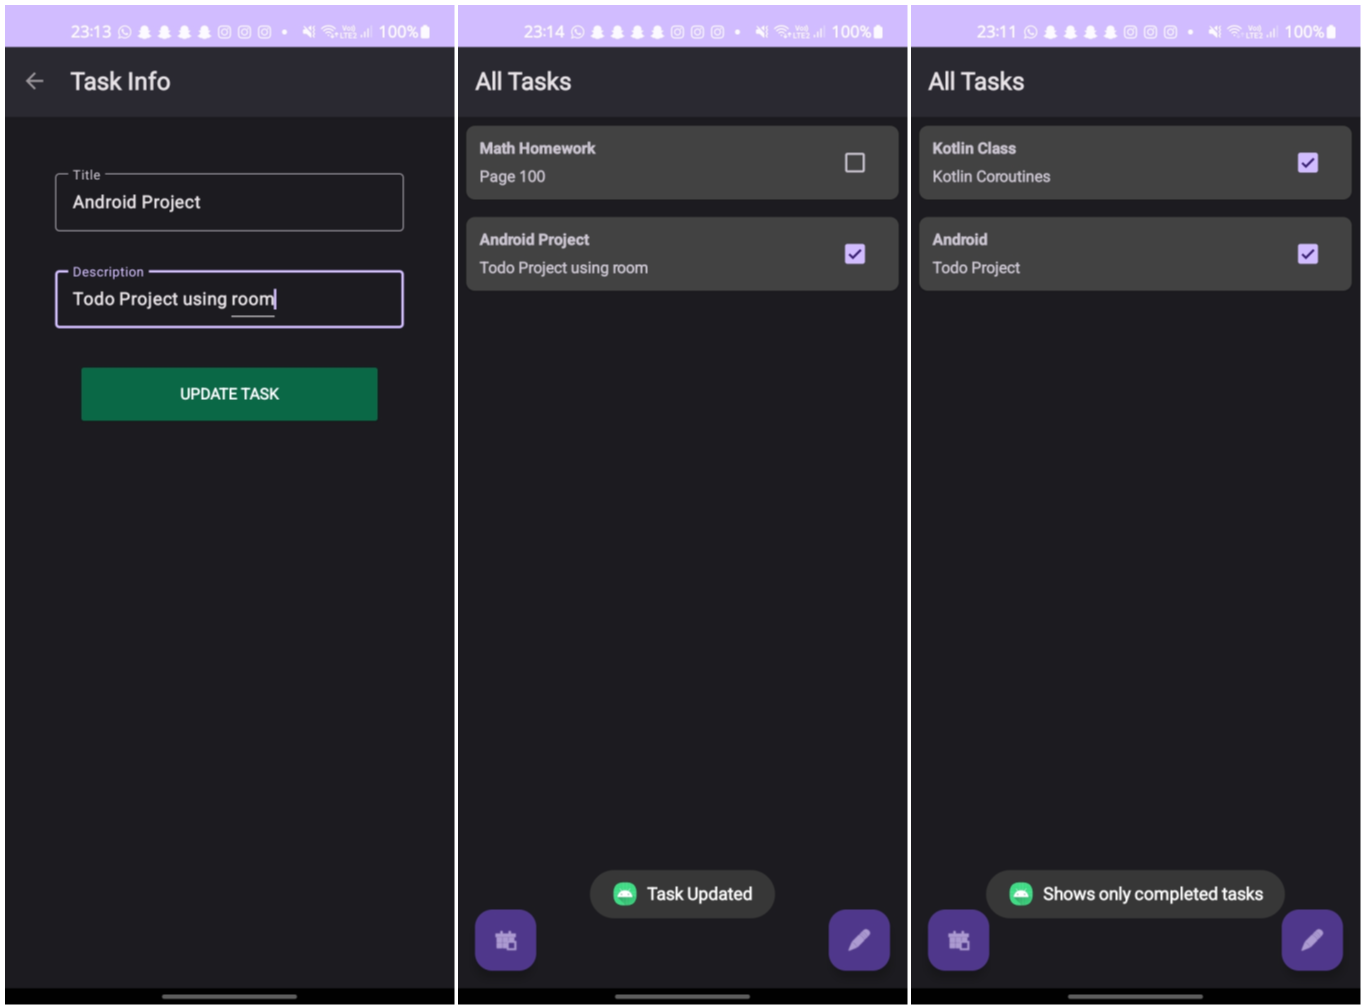 23:13 100%
Task Info
Title
Android Project
Description
Todo Project using room
UPDATE TASK
23:14 100%
All Tasks
Math Homework
Page 100
Android Project
Todo Project using room
Task Updated
23:11 100%
All Tasks
Kotlin Class
Kotlin Coroutines
Android
Todo Project
Shows only completed tasks